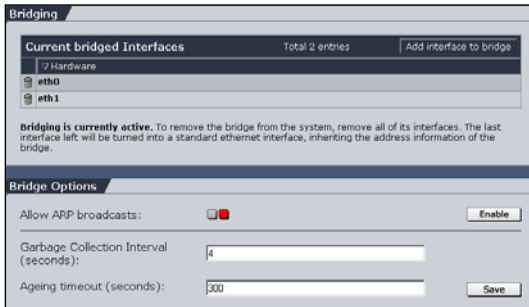 Bridging
Current bridged Interfaces Total 2 entries Add interface to bridge
Hardware
eth0
eth1
Bridging is currently active. To remove the bridge from the system, remove all of its interfaces. The last
interface left will be turned into a standard ethernet interface, inheriting the address information of the
bridge.
Bridge Options
Allow ARP broadcasts: Enable
Garbage Collection Interval
(seconds): 4
Ageing timeout (seconds): 300 Save